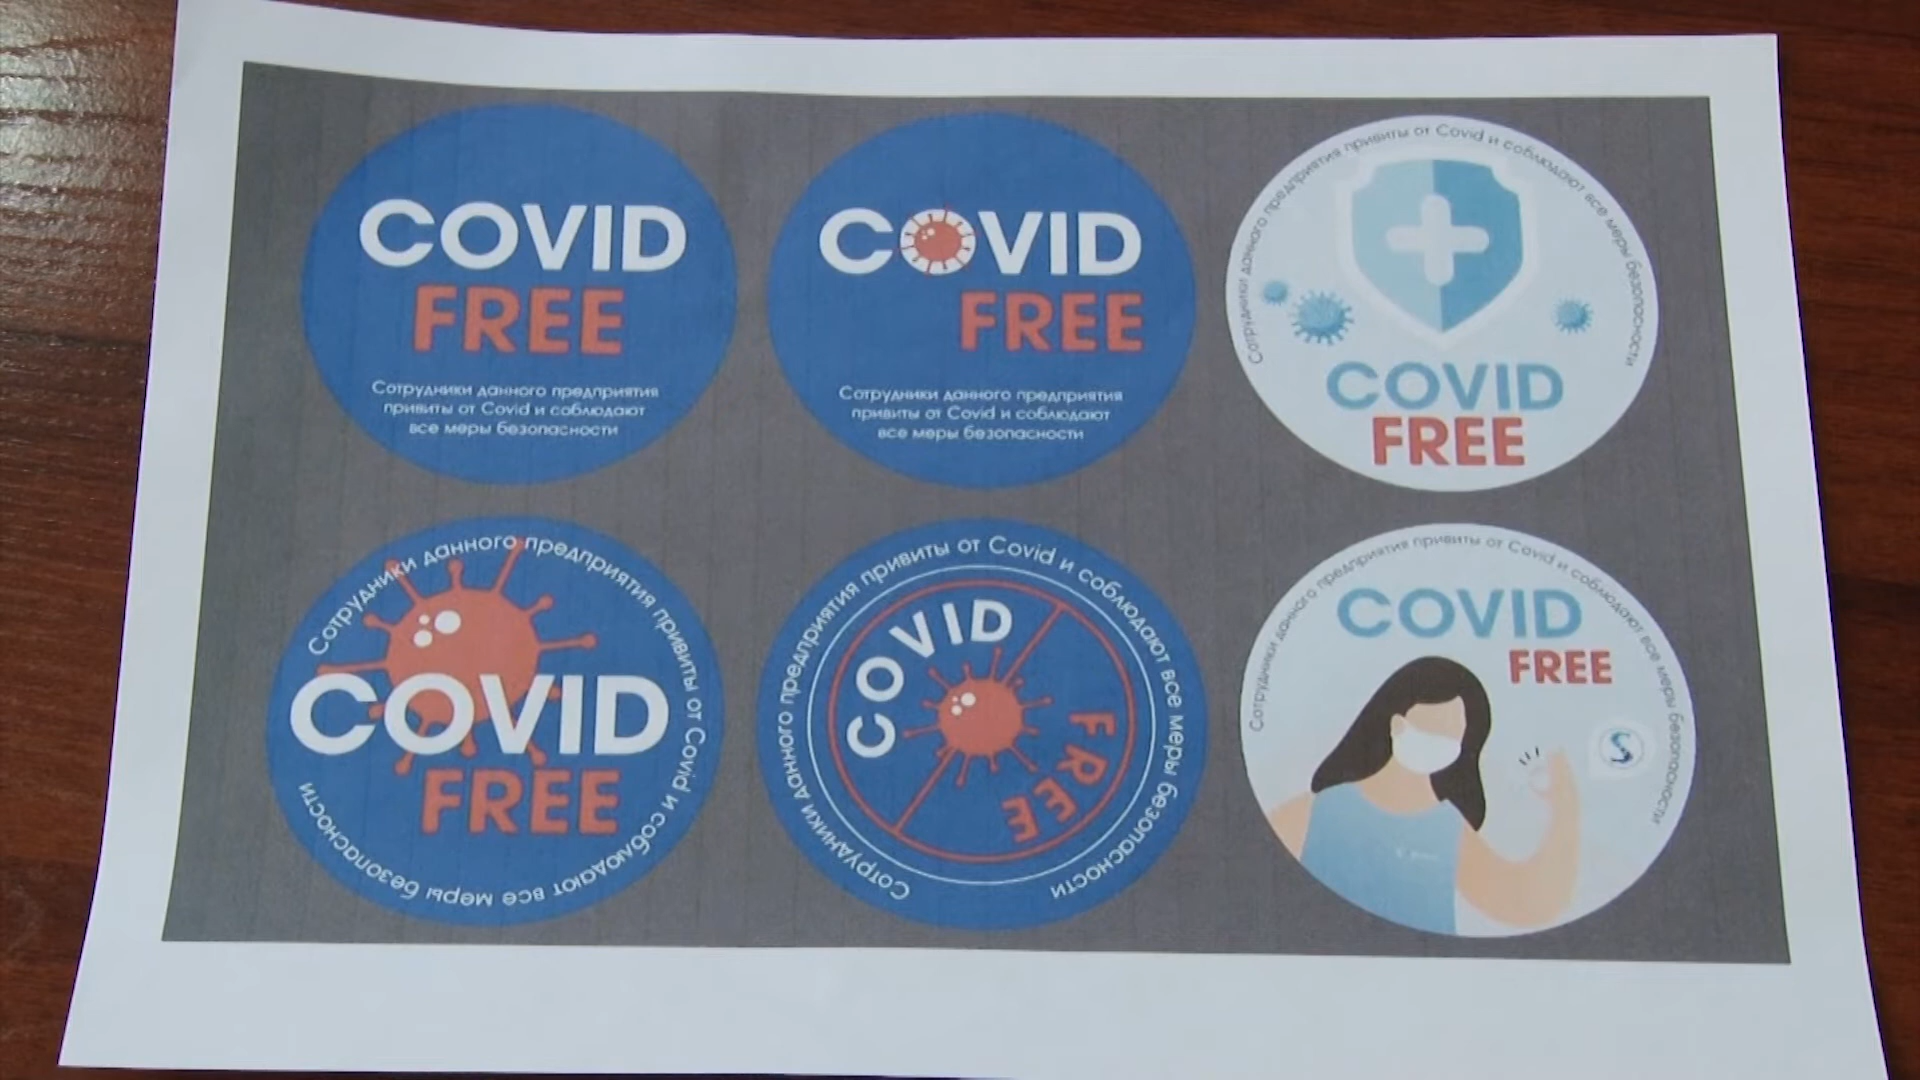 COVID
FREE
Сотрудники данного предприятия
привиты от Covid и соблюдают
все меры безопасности
COVID
FREE
Сотрудники данного предприятия
привиты от Covid и соблюдают
все меры безопасности
Сотрудники данного предприятия привиты от Covid и соблюдают все меры безопасности
COVID
FREE
Сотрудники данного предприятия привиты от Covid и соблюдают все меры безопасности
COVID
FREE
Сотрудники данного предприятия привиты от Covid и соблюдают все меры безопасности
COVID
FREE
Сотрудники данного предприятия привиты от Covid и соблюдают все меры безопасности
COVID
FREE
S